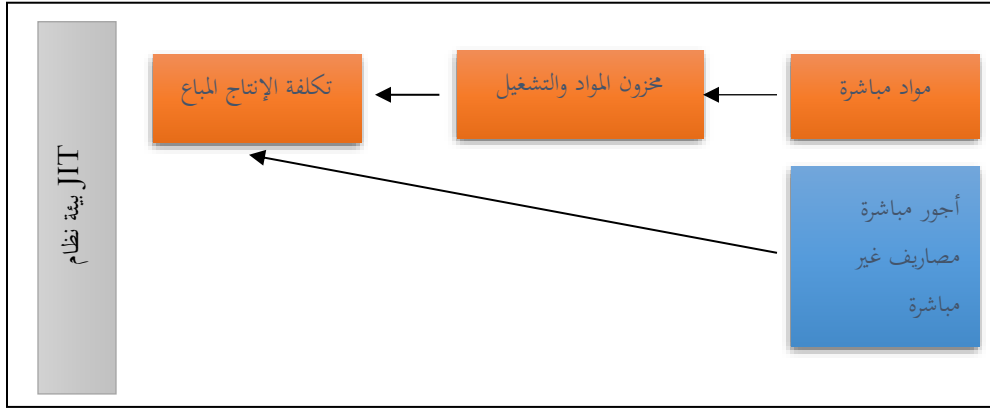 مواد مباشرة
مخزون المواد والتشغيل
تكلفة الإنتاج المباع
أجور مباشرة
مصاريف غير
مباشرة
بيئة نظام JIT